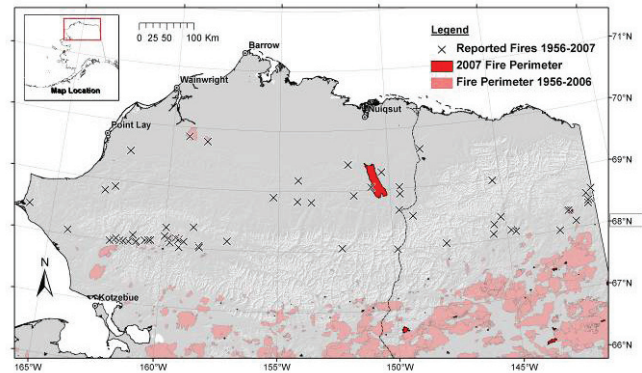 Map Location
0 25 50 100 Km
Barrow
Wainwright
Point Lay
Nuiqsut
Kotzebue
N
Legend
Reported Fires 1956-2007
2007 Fire Perimeter
Fire Perimeter 1956-2006
71°N
70°N
69°N
68°N
67°N
66°N
165°W
160°W
155°W
150°W
145°W